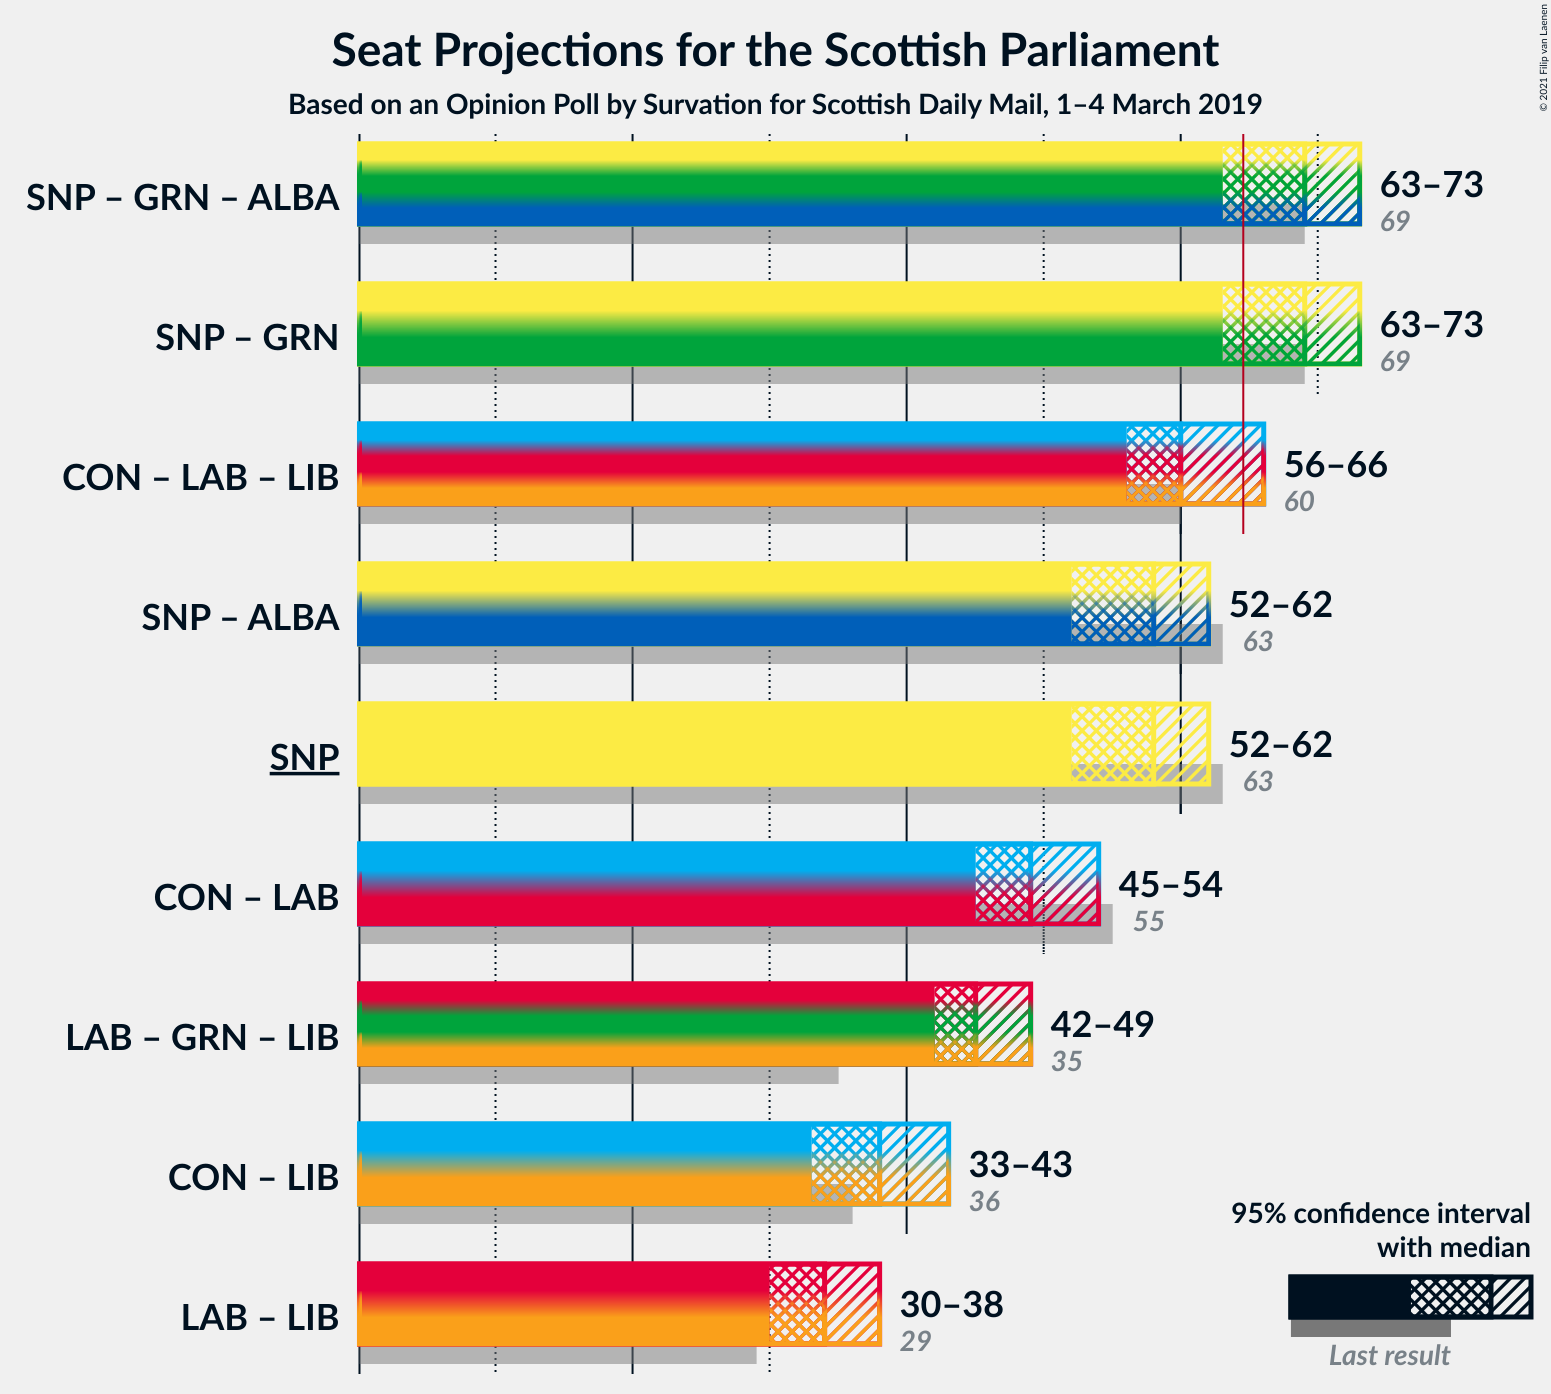 Seat Projections for the Scottish Parliament
Based on an Opinion Poll by Survation for Scottish Daily Mail, 1–4 March 2019
© 2021 Filip van Laenen
SNP – GRN – ALBA
63–73
69
SNP – GRN
63–73
69
CON – LAB – LIB
56–66
60
SNP – ALBA
52–62
63
SNP
52–62
63
CON – LAB
45–54
55
LAB – GRN – LIB
42–49
35
CON – LIB
33–43
36
LAB – LIB
30–38
29
95% confidence interval
with median
Last result